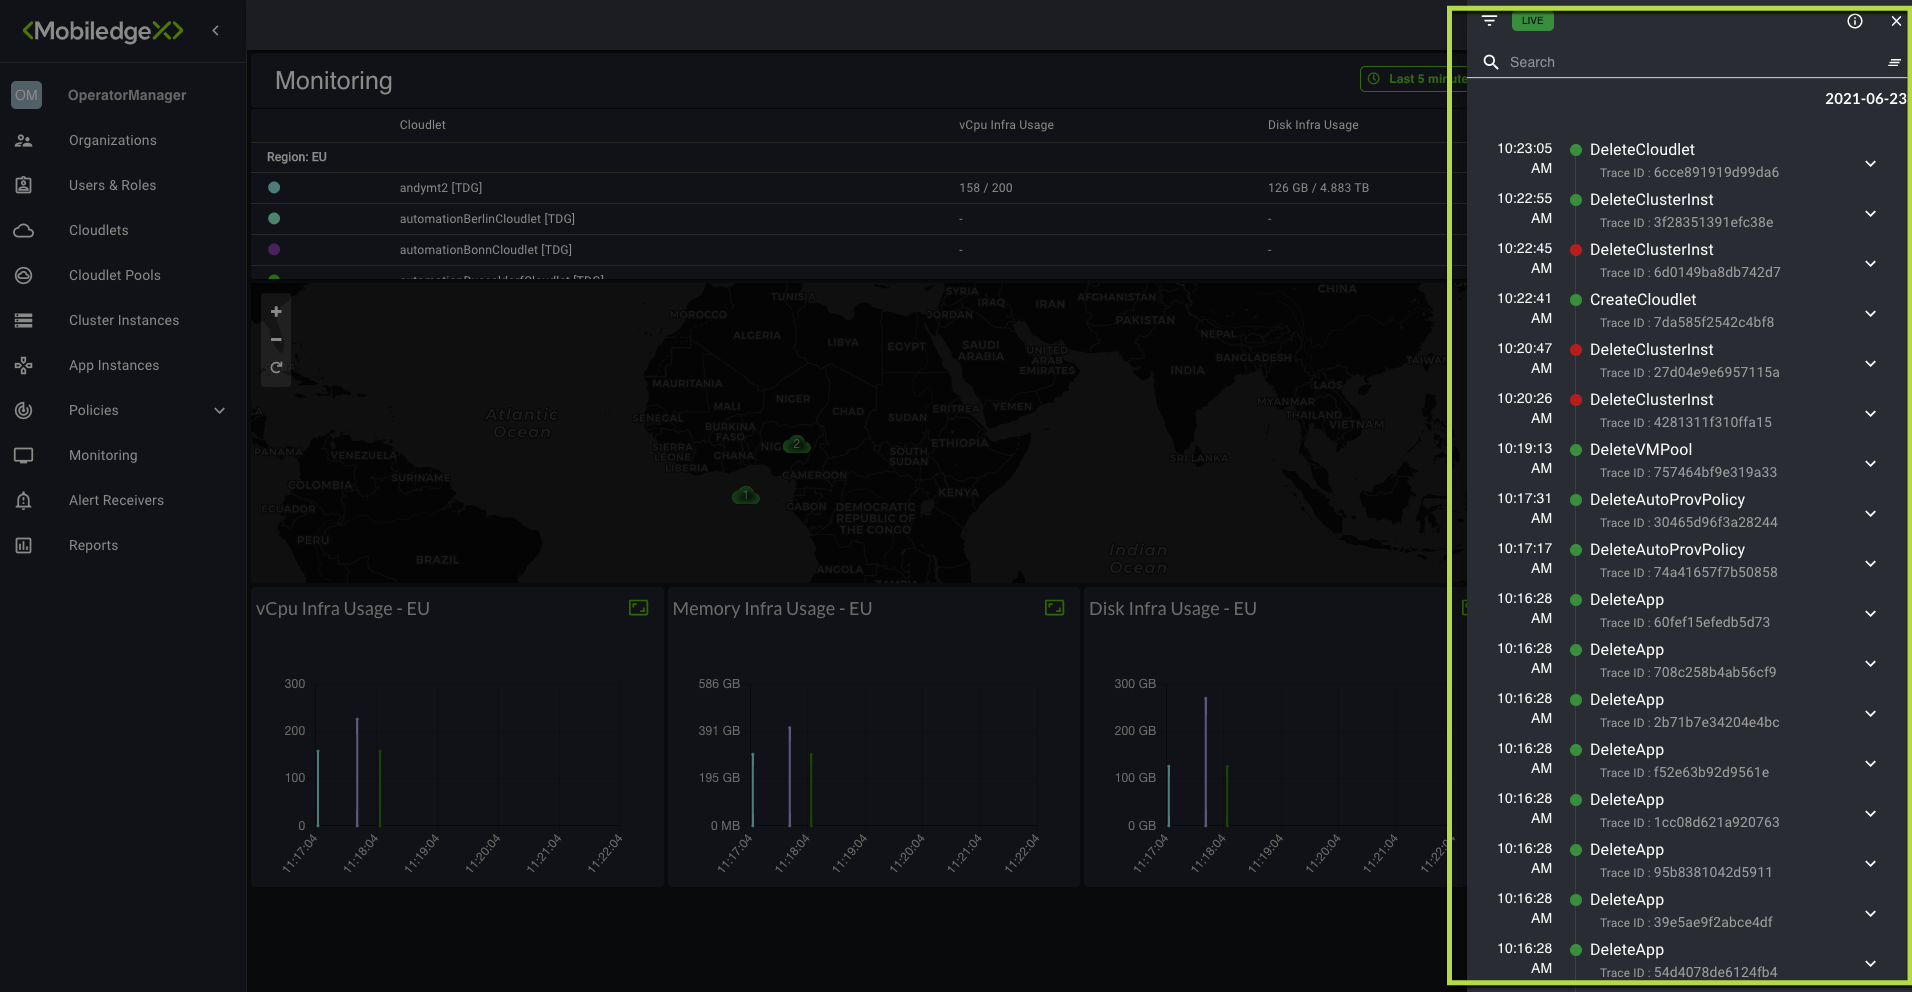 <MobiledgeX>
OM OperatorManager
Organizations
Users & Roles
Cloudlets
Cloudlet Pools
Cluster Instances
App Instances
Policies
Monitoring
Alert Receivers
Reports
Monitoring
Last 5 minute
Cloudlet vCpu Infra Usage Disk Infra Usage
Region: EU
andymt2 [TDG] 158 / 200 126 GB / 4.883 TB
automationBerlinCloudlet [TDG] - -
automationBonnCloudlet [TDG] - -
automationDusseldorfCloudlet [TDG]
TUNISIA
SYRIA
IRAQ
IRAN
AFGHANISTAN
CHINA
MOROCCO
JORDAN
PAKISTAN
ALGERIA
LIBYA
EGYPT
SAUDI
ARABIA
NEPAL
UNITED
ARAB
EMIRATES
BANGLADESH
TAIWAN
MAURITANIA
INDIA
LAOS
MALI
NIGER
CHAD
SUDAN
ERITREA
YEMEN
MYANMAR
THAILAND
VIETNAM
Atlantic
Ocean
SENEGAL
BURKINA
FASO
SIERRA
LEONE
LIBERIA
GHANA
NIG
2
ETHIOPIA
SOUTH
SUDAN
SRI LANKA
PANAMA
VENEZUELA
SURINAME
CAMEROON
COLOMBIA
1
GABON
KENYA
DEMOCRATIC
REPUBLIC OF
THE CONGO
ECUADOR
PERU
BRAZIL
Indian
Ocean
ANGOLA
ZAMBIA
vCpu Infra Usage - EU
300
200
100
0
11:17:04 11:18:04 11:19:04 11:20:04 11:21:04 11:22:04
Memory Infra Usage - EU
586 GB
391 GB
195 GB
0 MB
11:17:04 11:18:04 11:19:04 11:20:04 11:21:04 11:22:04
Disk Infra Usage - EU
300 GB
200 GB
100 GB
0 GB
11:17:04 11:18:04 11:19:04 11:20:04 11:21:04 11:22:04
LIVE
Search
2021-06-23
10:23:05 AM DeleteCloudlet
Trace ID : 6cce891919d99da6
10:22:55 AM DeleteClusterInst
Trace ID : 3f28351391efc38e
10:22:45 AM DeleteClusterInst
Trace ID : 6d0149ba8db742d7
10:22:41 AM CreateCloudlet
Trace ID : 7da585f2542c4bf8
10:20:47 AM DeleteClusterInst
Trace ID : 27d04e9e6957115a
10:20:26 AM DeleteClusterInst
Trace ID : 4281311f310ffa15
10:19:13 AM DeleteVMPool
Trace ID : 757464bf9e319a33
10:17:31 AM DeleteAutoProvPolicy
Trace ID : 30465d96f3a28244
10:17:17 AM DeleteAutoProvPolicy
Trace ID : 74a41657f7b50858
10:16:28 AM DeleteApp
Trace ID : 60fef15efedb5d73
10:16:28 AM DeleteApp
Trace ID : 708c258b4ab56cf9
10:16:28 AM DeleteApp
Trace ID : 2b71b7e34204e4bc
10:16:28 AM DeleteApp
Trace ID : f52e63b92d9561e
10:16:28 AM DeleteApp
Trace ID : 1cc08d621a920763
10:16:28 AM DeleteApp
Trace ID : 95b8381042d5911
10:16:28 AM DeleteApp
Trace ID : 39e5ae9f2abce4df
10:16:28 AM DeleteApp
Trace ID : 54d4078de6124fb4